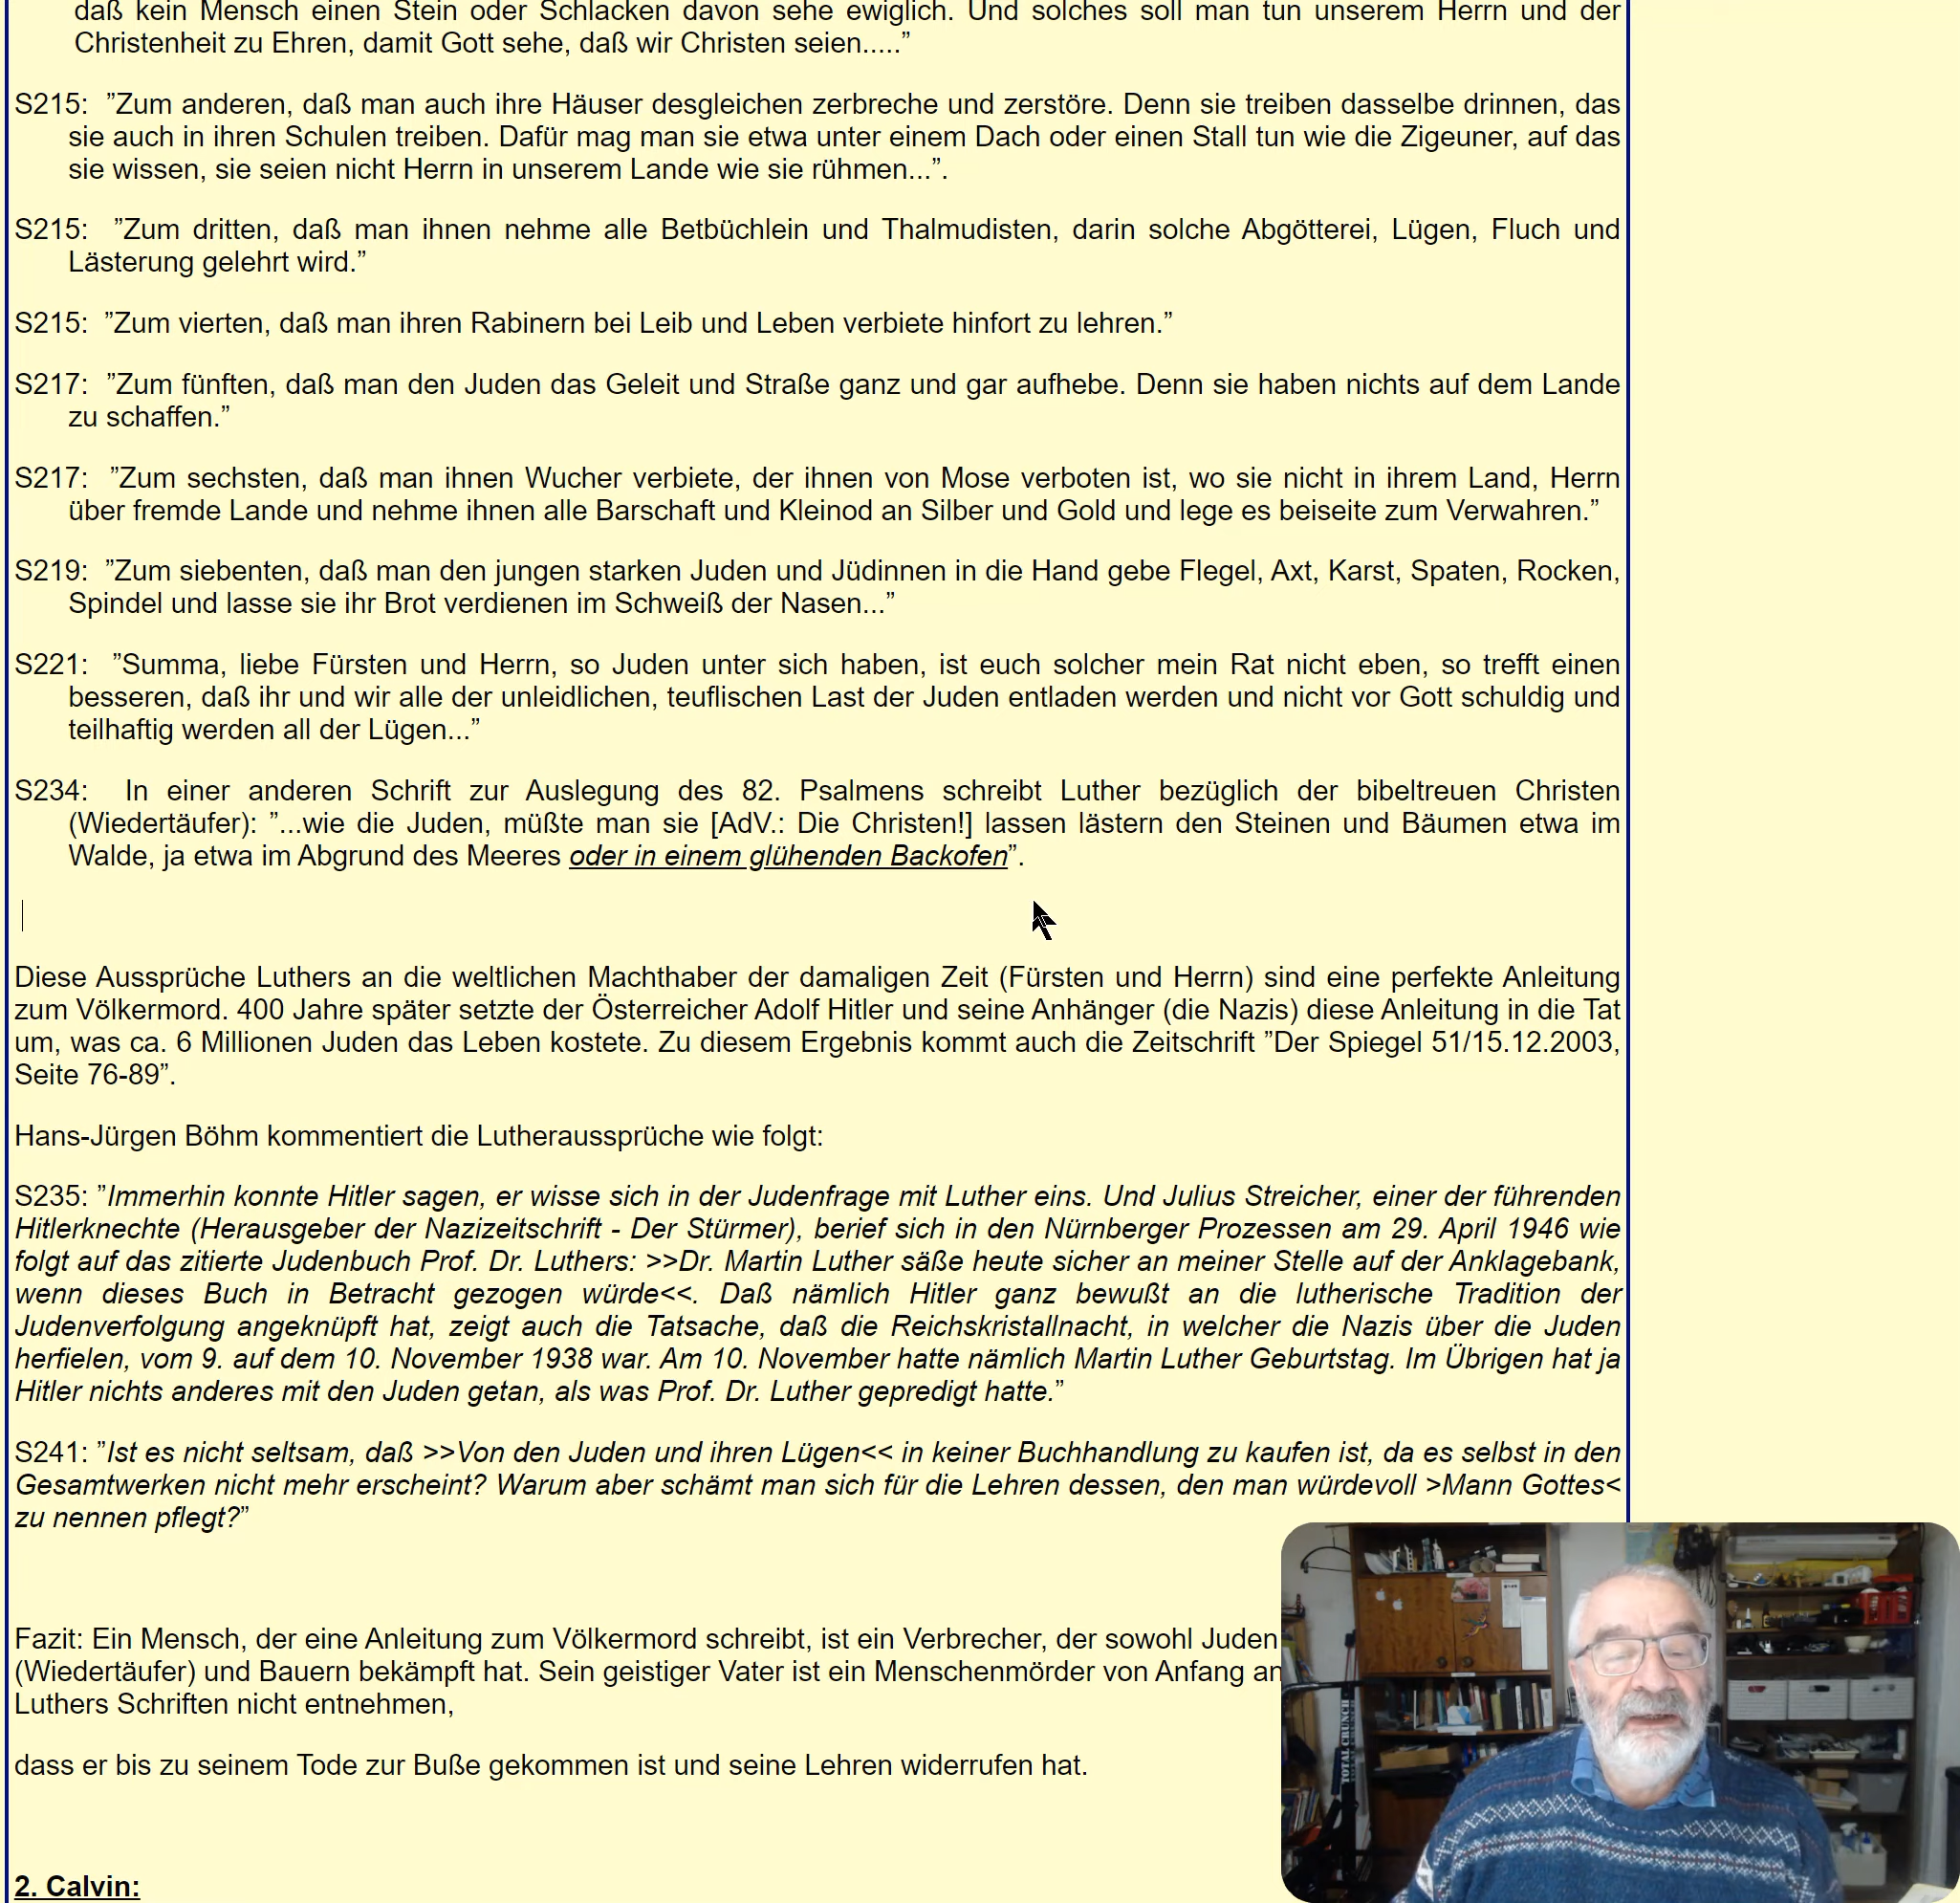 daß kein Mensch einen Stein oder Schlacken davon sehe ewiglich. Und solches soll man tun unserem Herrn und der
Christenheit zu Ehren, damit Gott sehe, daß wir Christen seien.....”
S215: ”Zum anderen, daß man auch ihre Häuser desgleichen zerbreche und zerstöre. Denn sie treiben dasselbe drinnen, das
sie auch in ihren Schulen treiben. Dafür mag man sie etwa unter einem Dach oder einen Stall tun wie die Zigeuner, auf das
sie wissen, sie seien nicht Herrn in unserem Lande wie sie rühmen...”.
S215: ”Zum dritten, daß man ihnen nehme alle Betbüchlein und Thalmudisten, darin solche Abgötterei, Lügen, Fluch und
Lästerung gelehrt wird.”
S215: ”Zum vierten, daß man ihren Rabinern bei Leib und Leben verbiete hinfort zu lehren.”
S217: ”Zum fünften, daß man den Juden das Geleit und Straße ganz und gar aufhebe. Denn sie haben nichts auf dem Lande
zu schaffen.”
S217: ”Zum sechsten, daß man ihnen Wucher verbiete, der ihnen von Mose verboten ist, wo sie nicht in ihrem Land, Herrn
über fremde Lande und nehme ihnen alle Barschaft und Kleinod an Silber und Gold und lege es beiseite zum Verwahren.”
S219: ”Zum siebenten, daß man den jungen starken Juden und Jüdinnen in die Hand gebe Flegel, Axt, Karst, Spaten, Rocken,
Spindel und lasse sie ihr Brot verdienen im Schweiß der Nasen...”
S221: ”Summa, liebe Fürsten und Herrn, so Juden unter sich haben, ist euch solcher mein Rat nicht eben, so trefft einen
besseren, daß ihr und wir alle der unleidlichen, teuflischen Last der Juden entladen werden und nicht vor Gott schuldig und
teilhaftig werden all der Lügen...”
S234: In einer anderen Schrift zur Auslegung des 82. Psalmens schreibt Luther bezüglich der bibeltreuen Christen
(Wiedertäufer): ”...wie die Juden, müßte man sie [AdV.: Die Christen!] lassen lästern den Steinen und Bäumen etwa im
Walde, ja etwa im Abgrund des Meeres oder in einem glühenden Backofen”.
Diese Aussprüche Luthers an die weltlichen Machthaber der damaligen Zeit (Fürsten und Herrn) sind eine perfekte Anleitung
zum Völkermord. 400 Jahre später setzte der Österreicher Adolf Hitler und seine Anhänger (die Nazis) diese Anleitung in die Tat
um, was ca. 6 Millionen Juden das Leben kostete. Zu diesem Ergebnis kommt auch die Zeitschrift ”Der Spiegel 51/15.12.2003,
Seite 76-89”.
Hans-Jürgen Böhm kommentiert die Lutheraussprüche wie folgt:
S235: ”Immerhin konnte Hitler sagen, er wisse sich in der Judenfrage mit Luther eins. Und Julius Streicher, einer der führenden
Hitlerknechte (Herausgeber der Nazizeitschrift - Der Stürmer), berief sich in den Nürnberger Prozessen am 29. April 1946 wie
folgt auf das zitierte Judenbuch Prof. Dr. Luthers: >>Dr. Martin Luther säße heute sicher an meiner Stelle auf der Anklagebank,
wenn dieses Buch in Betracht gezogen würde<<. Daß nämlich Hitler ganz bewußt an die lutherische Tradition der
Judenverfolgung angeknüpft hat, zeigt auch die Tatsache, daß die Reichskristallnacht, in welcher die Nazis über die Juden
herfielen, vom 9. auf dem 10. November 1938 war. Am 10. November hatte nämlich Martin Luther Geburtstag. Im Übrigen hat ja
Hitler nichts anderes mit den Juden getan, als was Prof. Dr. Luther gepredigt hatte.”
S241: ”Ist es nicht seltsam, daß >>Von den Juden und ihren Lügen<< in keiner Buchhandlung zu kaufen ist, da es selbst in den
Gesamtwerken nicht mehr erscheint? Warum aber schämt man sich für die Lehren dessen, den man würdevoll >Mann Gottes<
zu nennen pflegt?”
Fazit: Ein Mensch, der eine Anleitung zum Völkermord schreibt, ist ein Verbrecher, der sowohl Juden
(Wiedertäufer) und Bauern bekämpft hat. Sein geistiger Vater ist ein Menschenmörder von Anfang an
Luthers Schriften nicht entnehmen,
dass er bis zu seinem Tode zur Buße gekommen ist und seine Lehren widerrufen hat.
2. Calvin:
TOTAL CRUNCH